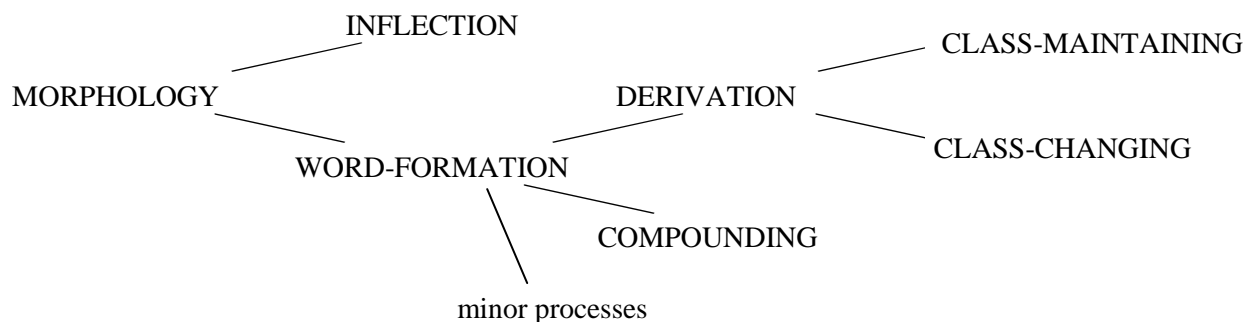 INFLECTION
CLASS-MAINTAINING
MORPHOLOGY
DERIVATION
CLASS-CHANGING
WORD-FORMATION
COMPOUNDING
minor processes